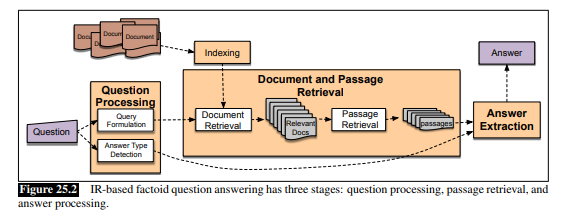 Document
Document
Document
Document
Indexing
Answer
Question
Processing
Document and Passage
Retrieval
Query
Formulation
Document
Retrieval
Relevant
Docs
Passage
Retrieval
passages
Answer
Extraction
Question
Answer Type
Detection
Figure 25.2 IR-based factoid question answering has three stages: question processing, passage retrieval, and
answer processing.